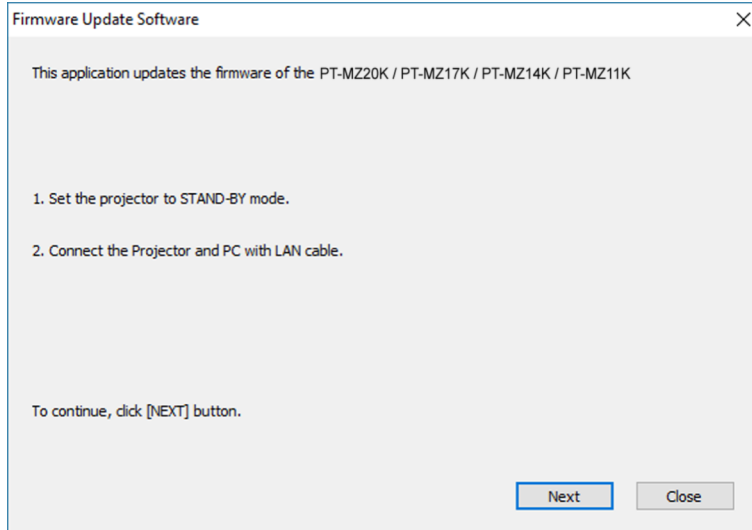 Firmware Update Software
This application updates the firmware of the PT-MZ20K / PT-MZ17K / PT-MZ14K / PT-MZ11K
1. Set the projector to STAND-BY mode.
2. Connect the Projector and PC with LAN cable.
To continue, click [NEXT] button.
Next
Close